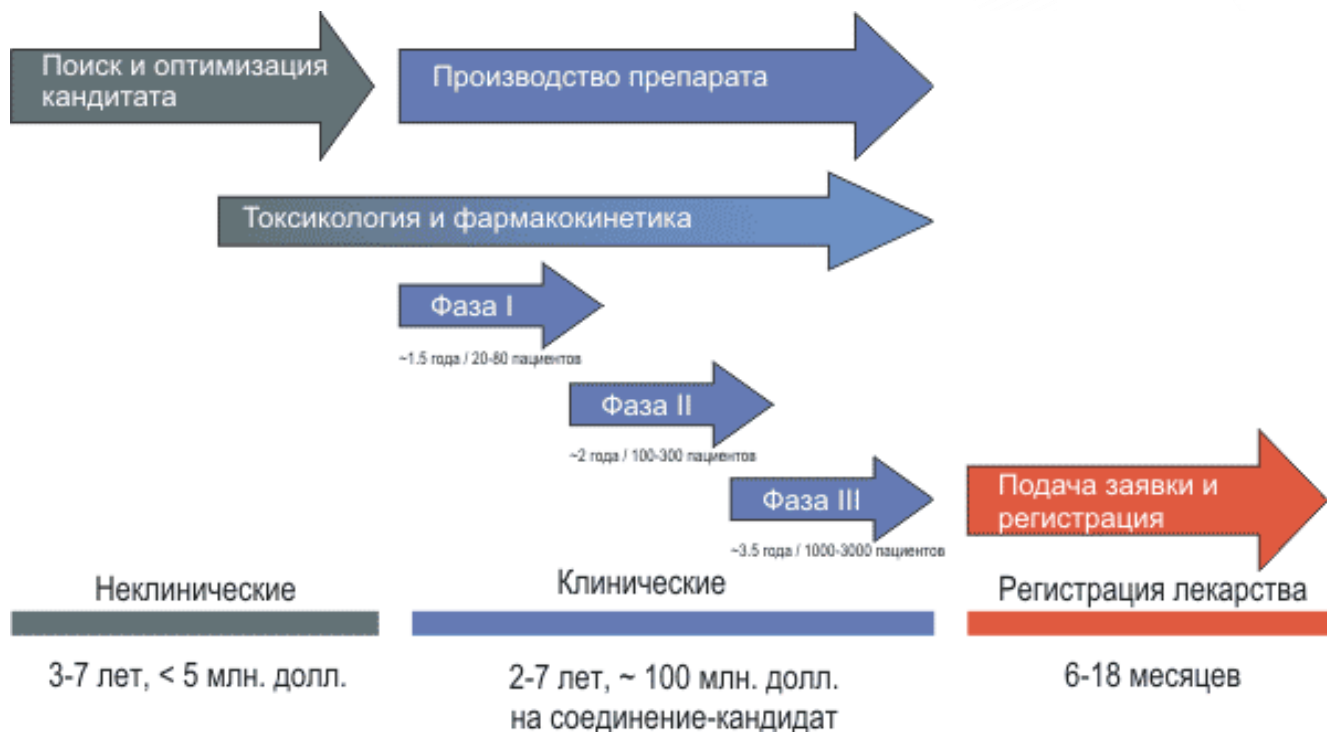 Поиск и оптимизация
кандитата
Производство препарата
Токсикология и фармакокинетика
Фаза I
~1.5 года / 20-80 пациентов
Фаза II
~2 года / 100-300 пациентов
Фаза III
~3.5 года / 1000-3000 пациентов
Подача заявки и
регистрация
Неклинические
Клинические
Регистрация лекарства
3-7 лет, < 5 млн. долл.
2-7 лет, ~ 100 млн. долл.
на соединение-кандидат
6-18 месяцев